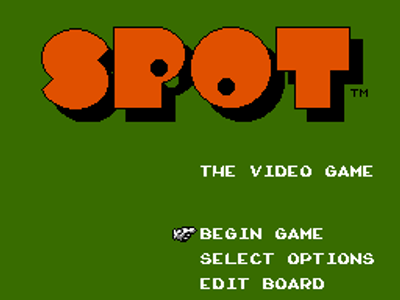 SPOT™
THE VIDEO GAME
BEGIN GAME
SELECT OPTIONS
EDIT BOARD